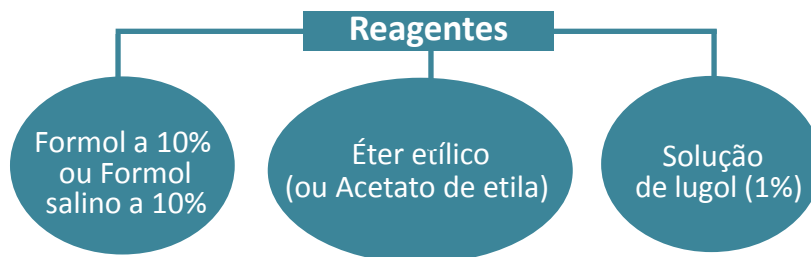 Reagentes
Formol a 10%
ou Formol
salino a 10%
Éter etílico
(ou Acetato de etila)
Solução
de lugol (1%)